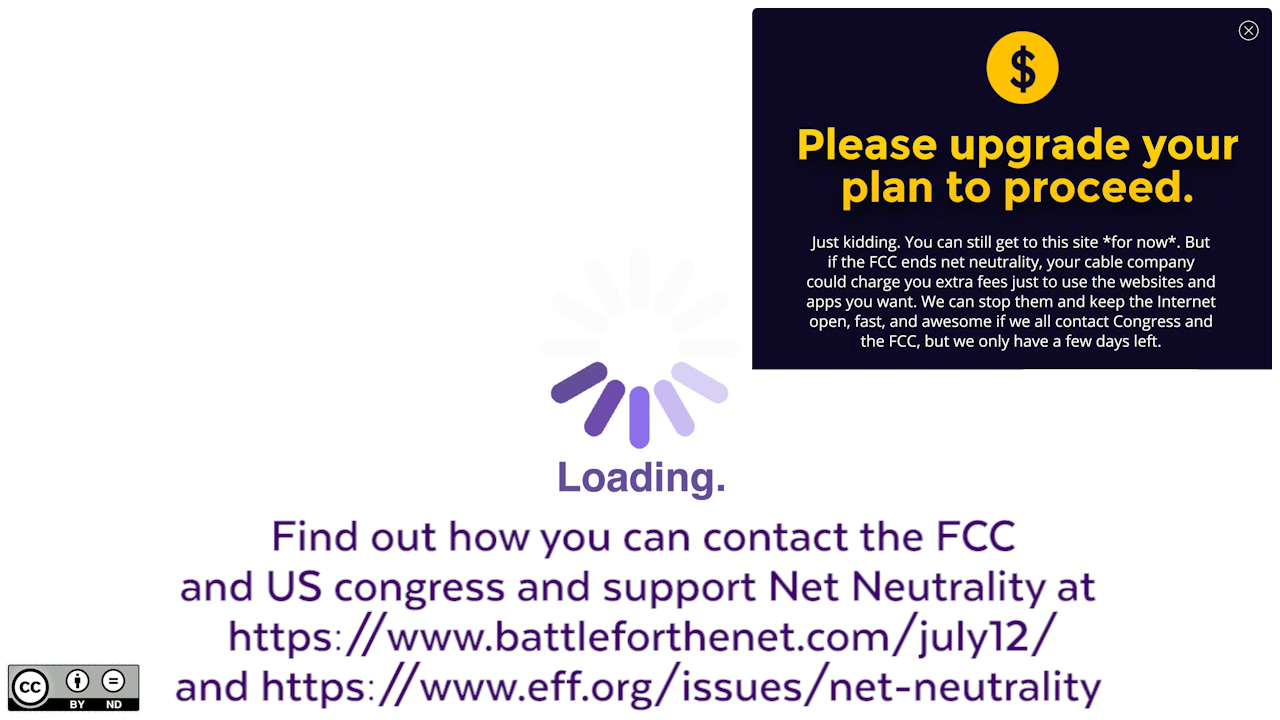 $
Please upgrade your
plan to proceed.
Just kidding. You can still get to this site *for now*. But
if the FCC ends net neutrality, your cable company
could charge you extra fees just to use the websites and
apps you want. We can stop them and keep the Internet
open, fast, and awesome if we all contact Congress and
the FCC, but we only have a few days left.
Loading.
Find out how you can contact the FCC
and US congress and support Net Neutrality at
https://www.battleforthenet.com/july12/
and https://www.eff.org/issues/net-neutrality
cc
BY ND